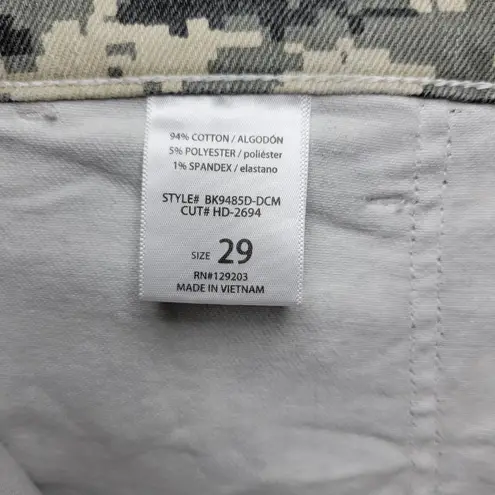 94% COTTON / ALGODÓN
5% POLYESTER / poliéster
1% SPANDEX / elastano
STYLE# BK9485D-DCM
CUT# HD-2694
SIZE 29
RN#129203
MADE IN VIETNAM